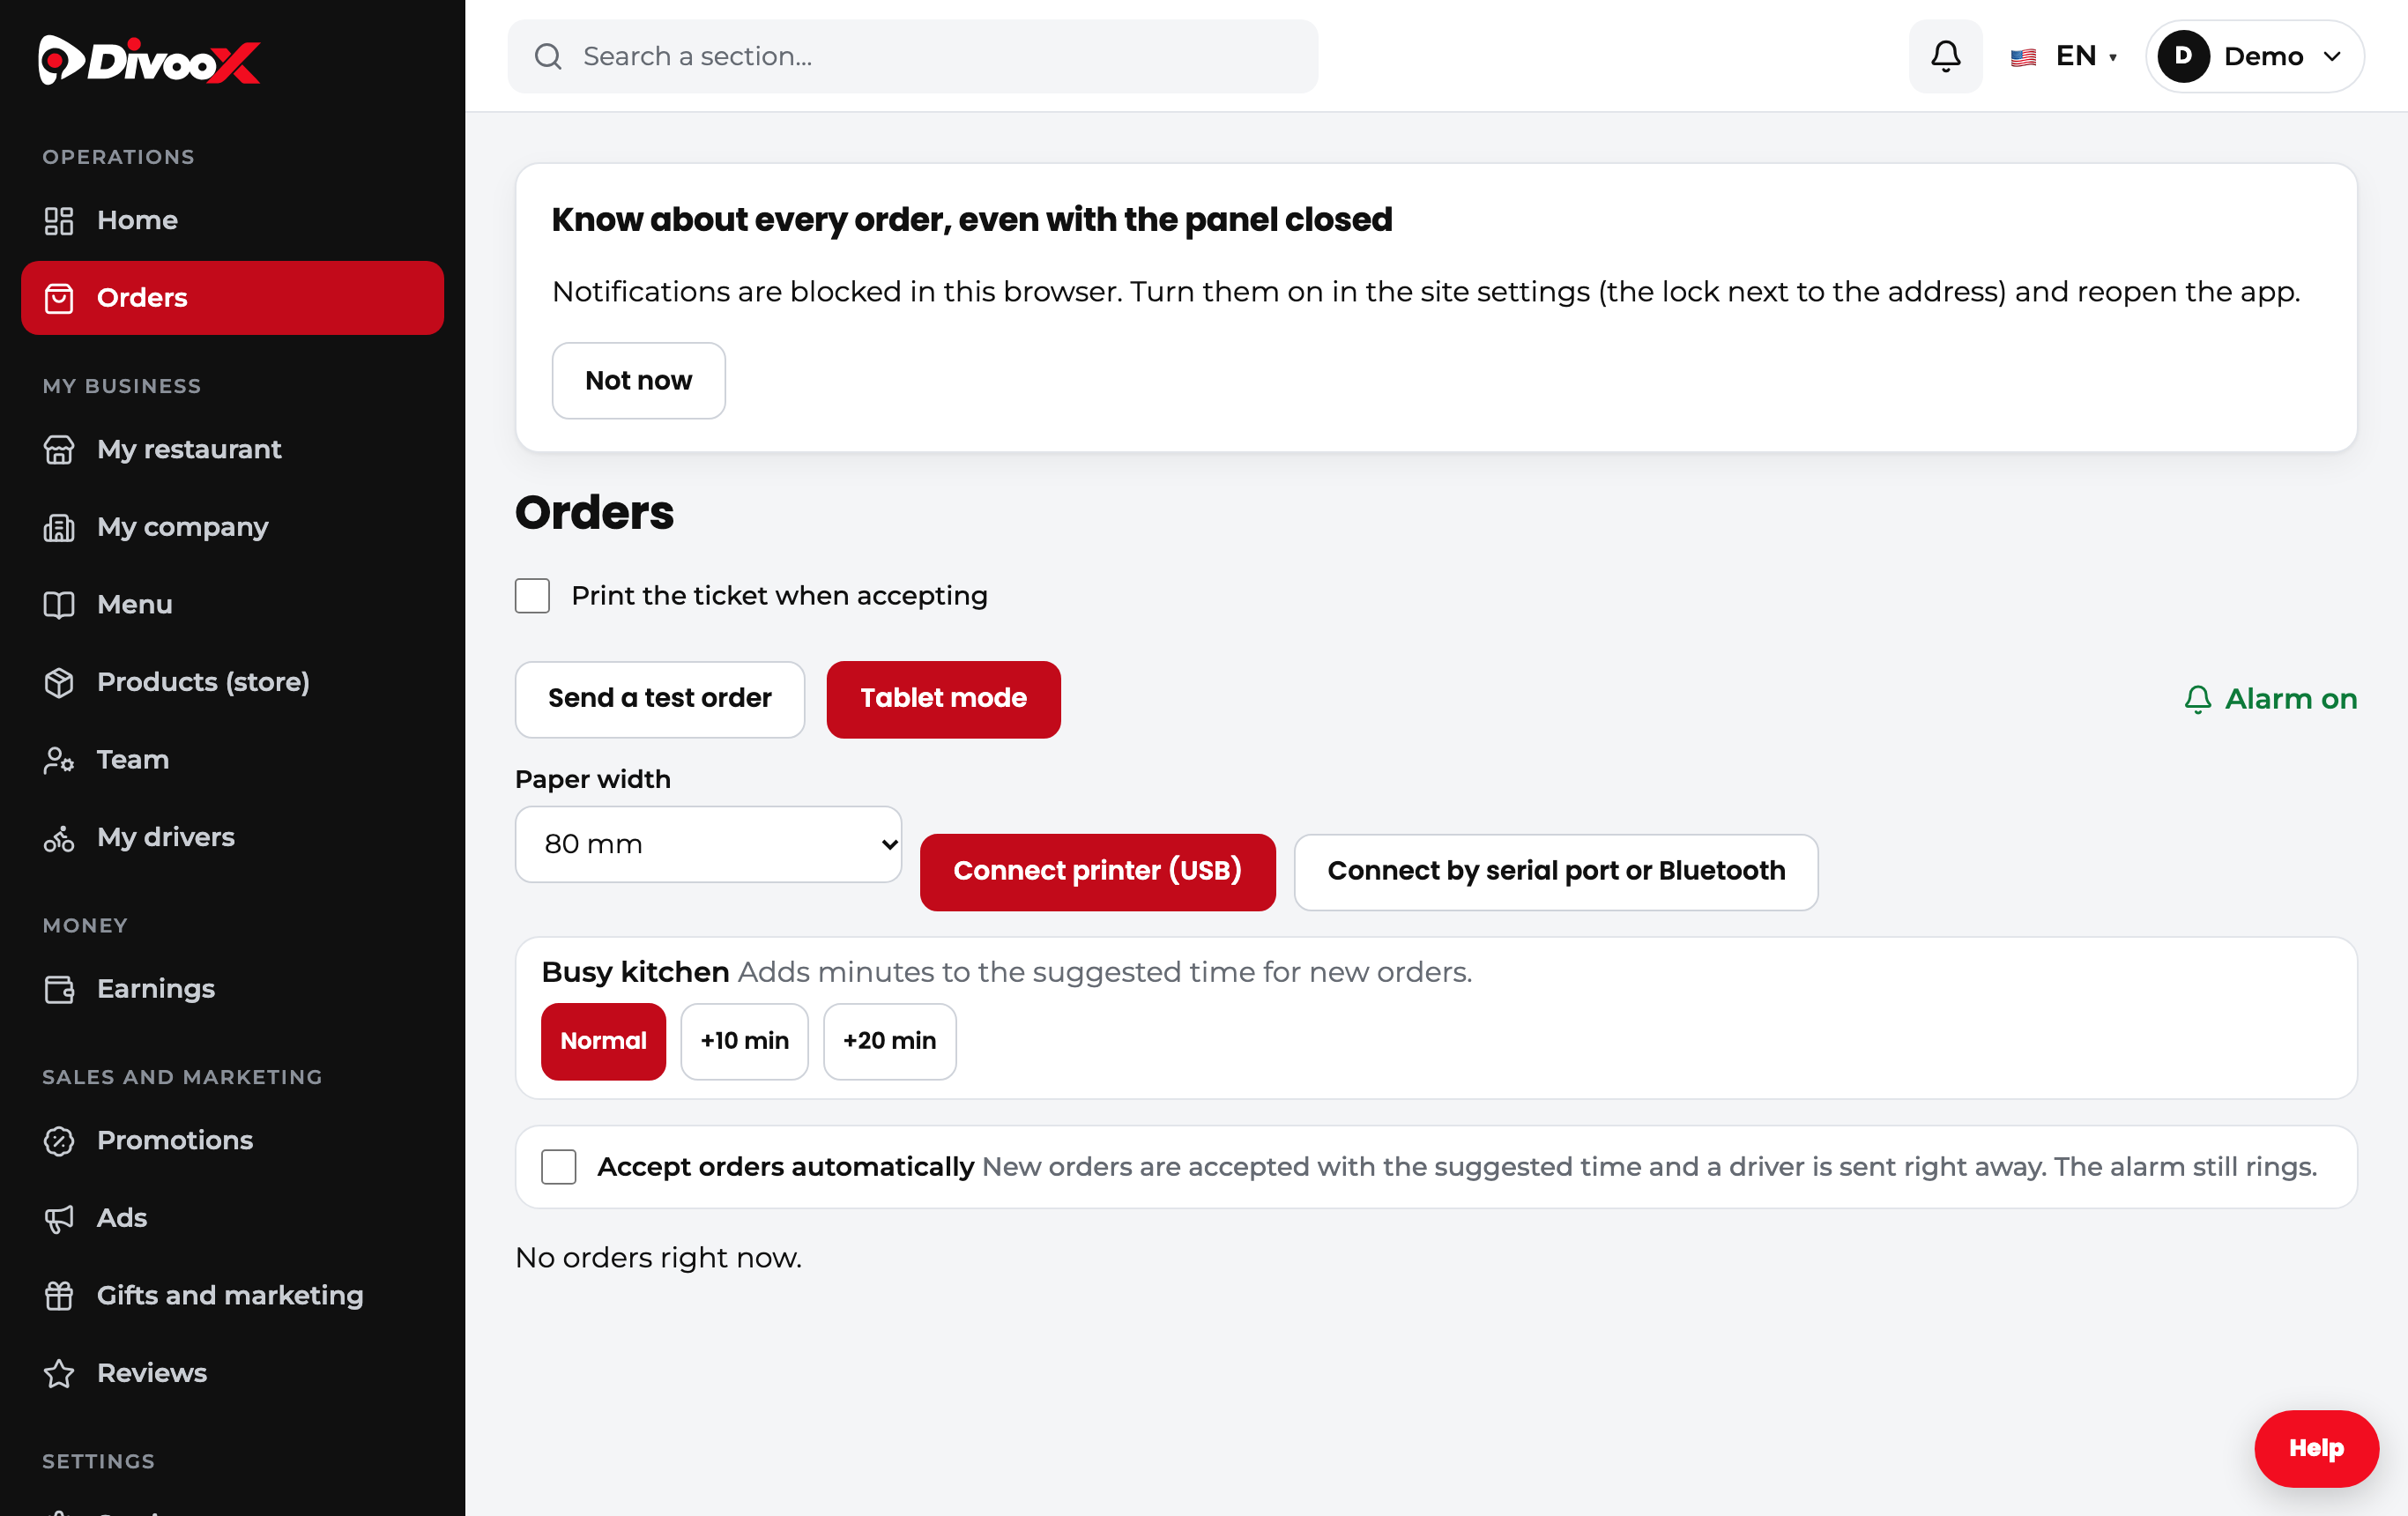 DivooX
Search a section...
EN
D
Demo
OPERATIONS
Home
Orders
MY BUSINESS
My restaurant
My company
Menu
Products (store)
Team
My drivers
MONEY
Earnings
SALES AND MARKETING
Promotions
Ads
Gifts and marketing
Reviews
SETTINGS
Know about every order, even with the panel closed
Notifications are blocked in this browser. Turn them on in the site settings (the lock next to the address) and reopen the app.
Not now
Orders
Print the ticket when accepting
Send a test order
Tablet mode
Alarm on
Paper width
80 mm
Connect printer (USB)
Connect by serial port or Bluetooth
Busy kitchen Adds minutes to the suggested time for new orders.
Normal
+10 min
+20 min
Accept orders automatically New orders are accepted with the suggested time and a driver is sent right away. The alarm still rings.
No orders right now.
Help